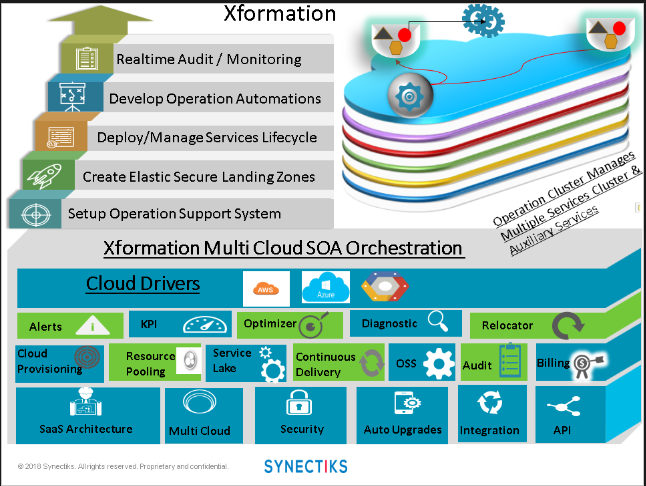 Xformation
Realtime Audit / Monitoring
Develop Operation Automations
Deploy/Manage Services Lifecycle
Create Elastic Secure Landing Zones
Setup Operation Support System
Operation Cluster Manages
Multiple Services Cluster &
Auxiliary Services
Xformation Multi Cloud SOA Orchestration
Cloud Drivers
AWS
Azure
Alerts
KPI
Optimizer
Diagnostic
Relocator
Cloud
Provisioning
Resource
Pooling
Service
Lake
Continuous
Delivery
OSS
Audit
Billing
SaaS Architecture
Multi Cloud
Security
Auto Upgrades
Integration
API
© 2018 Synectiks. All rights reserved. Proprietary and confidential.
SYNECTIKS